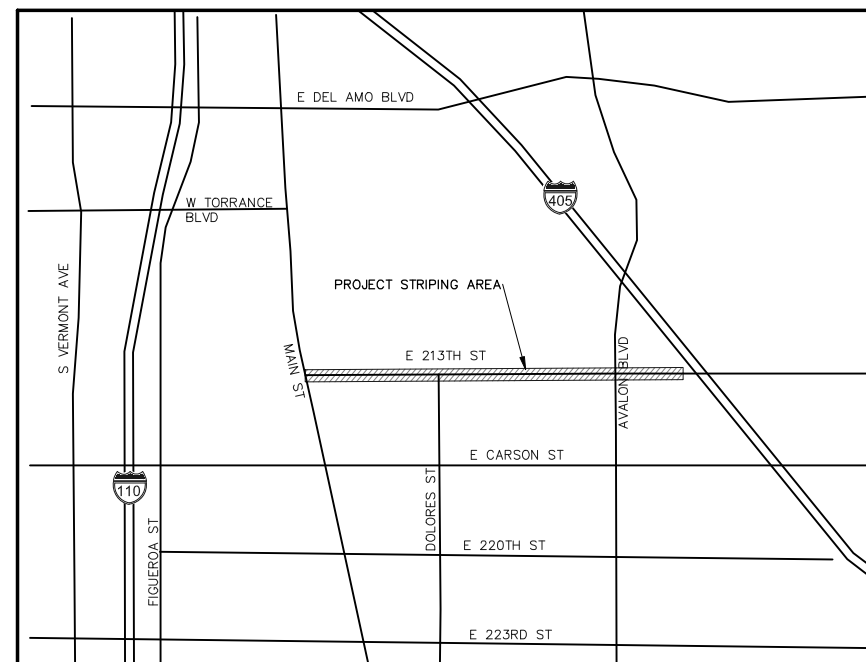 E DEL AMO BLVD
405
W TORRANCE
BLVD
S VERMONT AVE
PROJECT STRIPING AREA
E 213TH ST
MAIN ST
AVALON BLVD
E CARSON ST
110
DOLORES ST
FIGUEROA ST
E 220TH ST
E 223RD ST